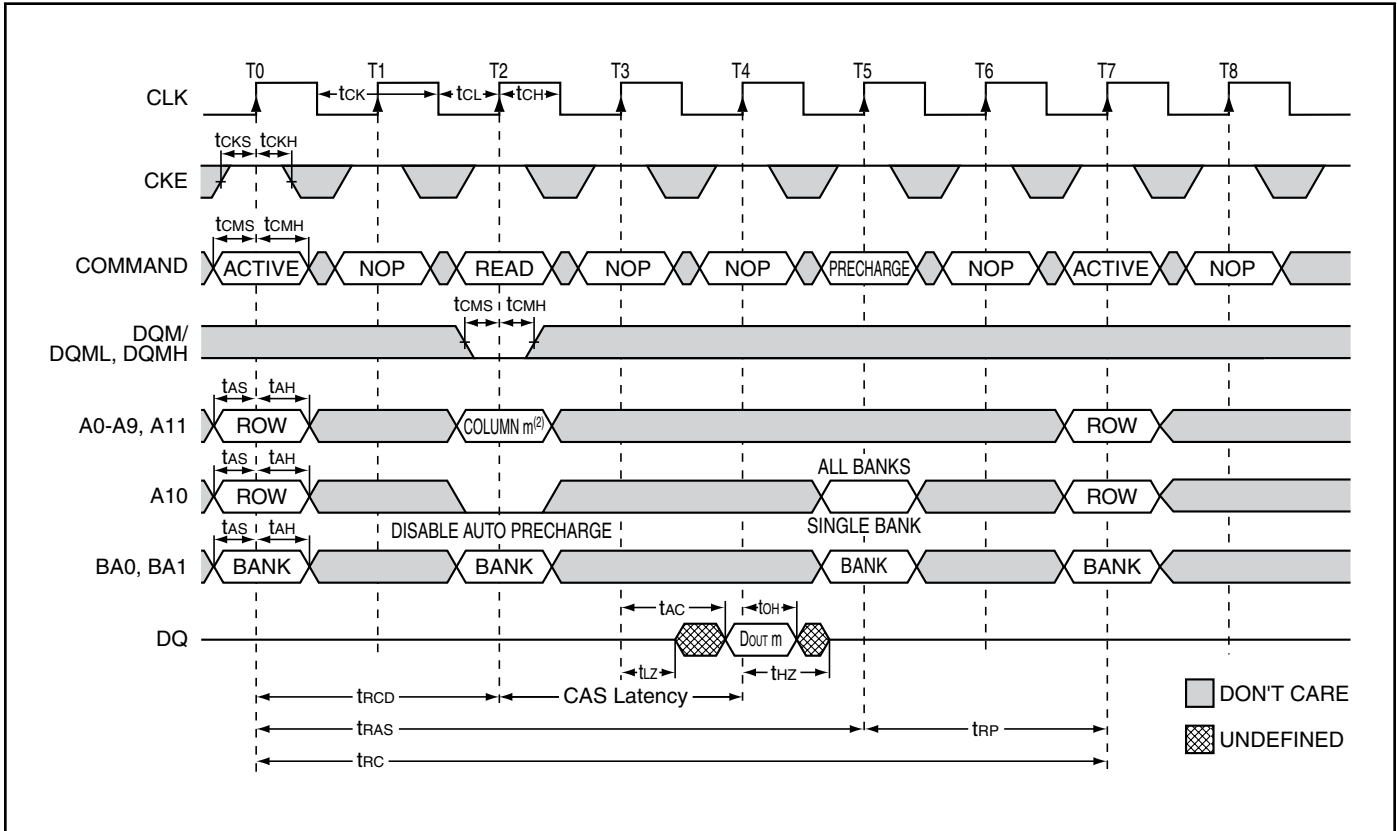 T0 T1 T2 T3 T4 T5 T6 T7 T8
CLK
tCK tCL tCH
tCKS tCKH
CKE
tCMS tCMH
COMMAND ACTIVE NOP READ NOP NOP PRECHARGE NOP ACTIVE NOP
tCMS tCMH
DQM/
DQML, DQMH
tAS tAH
A0-A9, A11 ROW COLUMN m(2) ROW
tAS tAH ALL BANKS
A10 ROW ROW
tAS tAH DISABLE AUTO PRECHARGE SINGLE BANK
BA0, BA1 BANK BANK BANK BANK
tAC tOH
DQ DOUT m
tLZ tHZ
tRCD CAS Latency
DON'T CARE
tRAS tRP
UNDEFINED
tRC